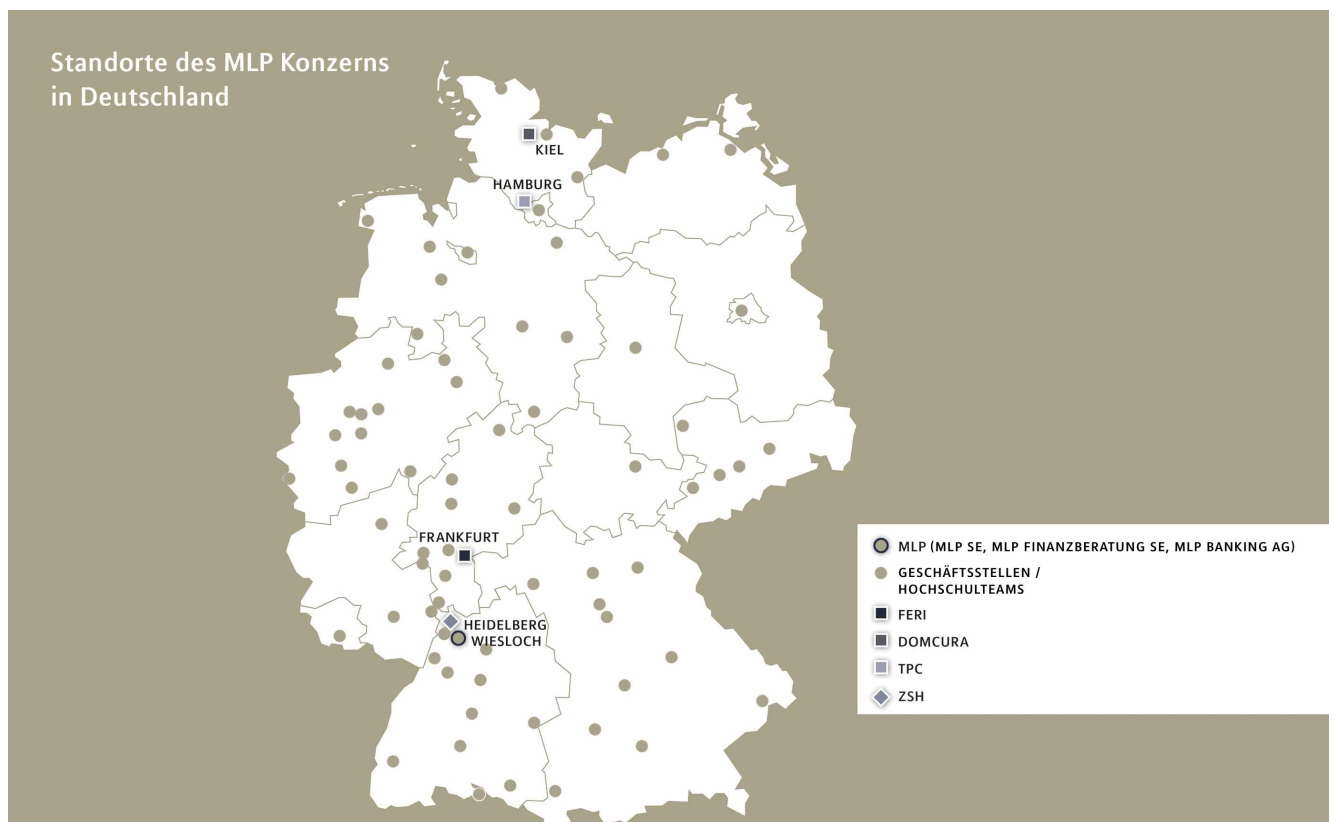 Standorte des MLP Konzerns
in Deutschland
KIEL
HAMBURG
FRANKFURT
HEIDELBERG
WIESLOCH
MLP (MLP SE, MLP FINANZBERATUNG SE, MLP BANKING AG)
GESCHÄFTSSTELLEN /
HOCHSCHULTEAMS
FERI
DOMCURA
TPC
ZSH